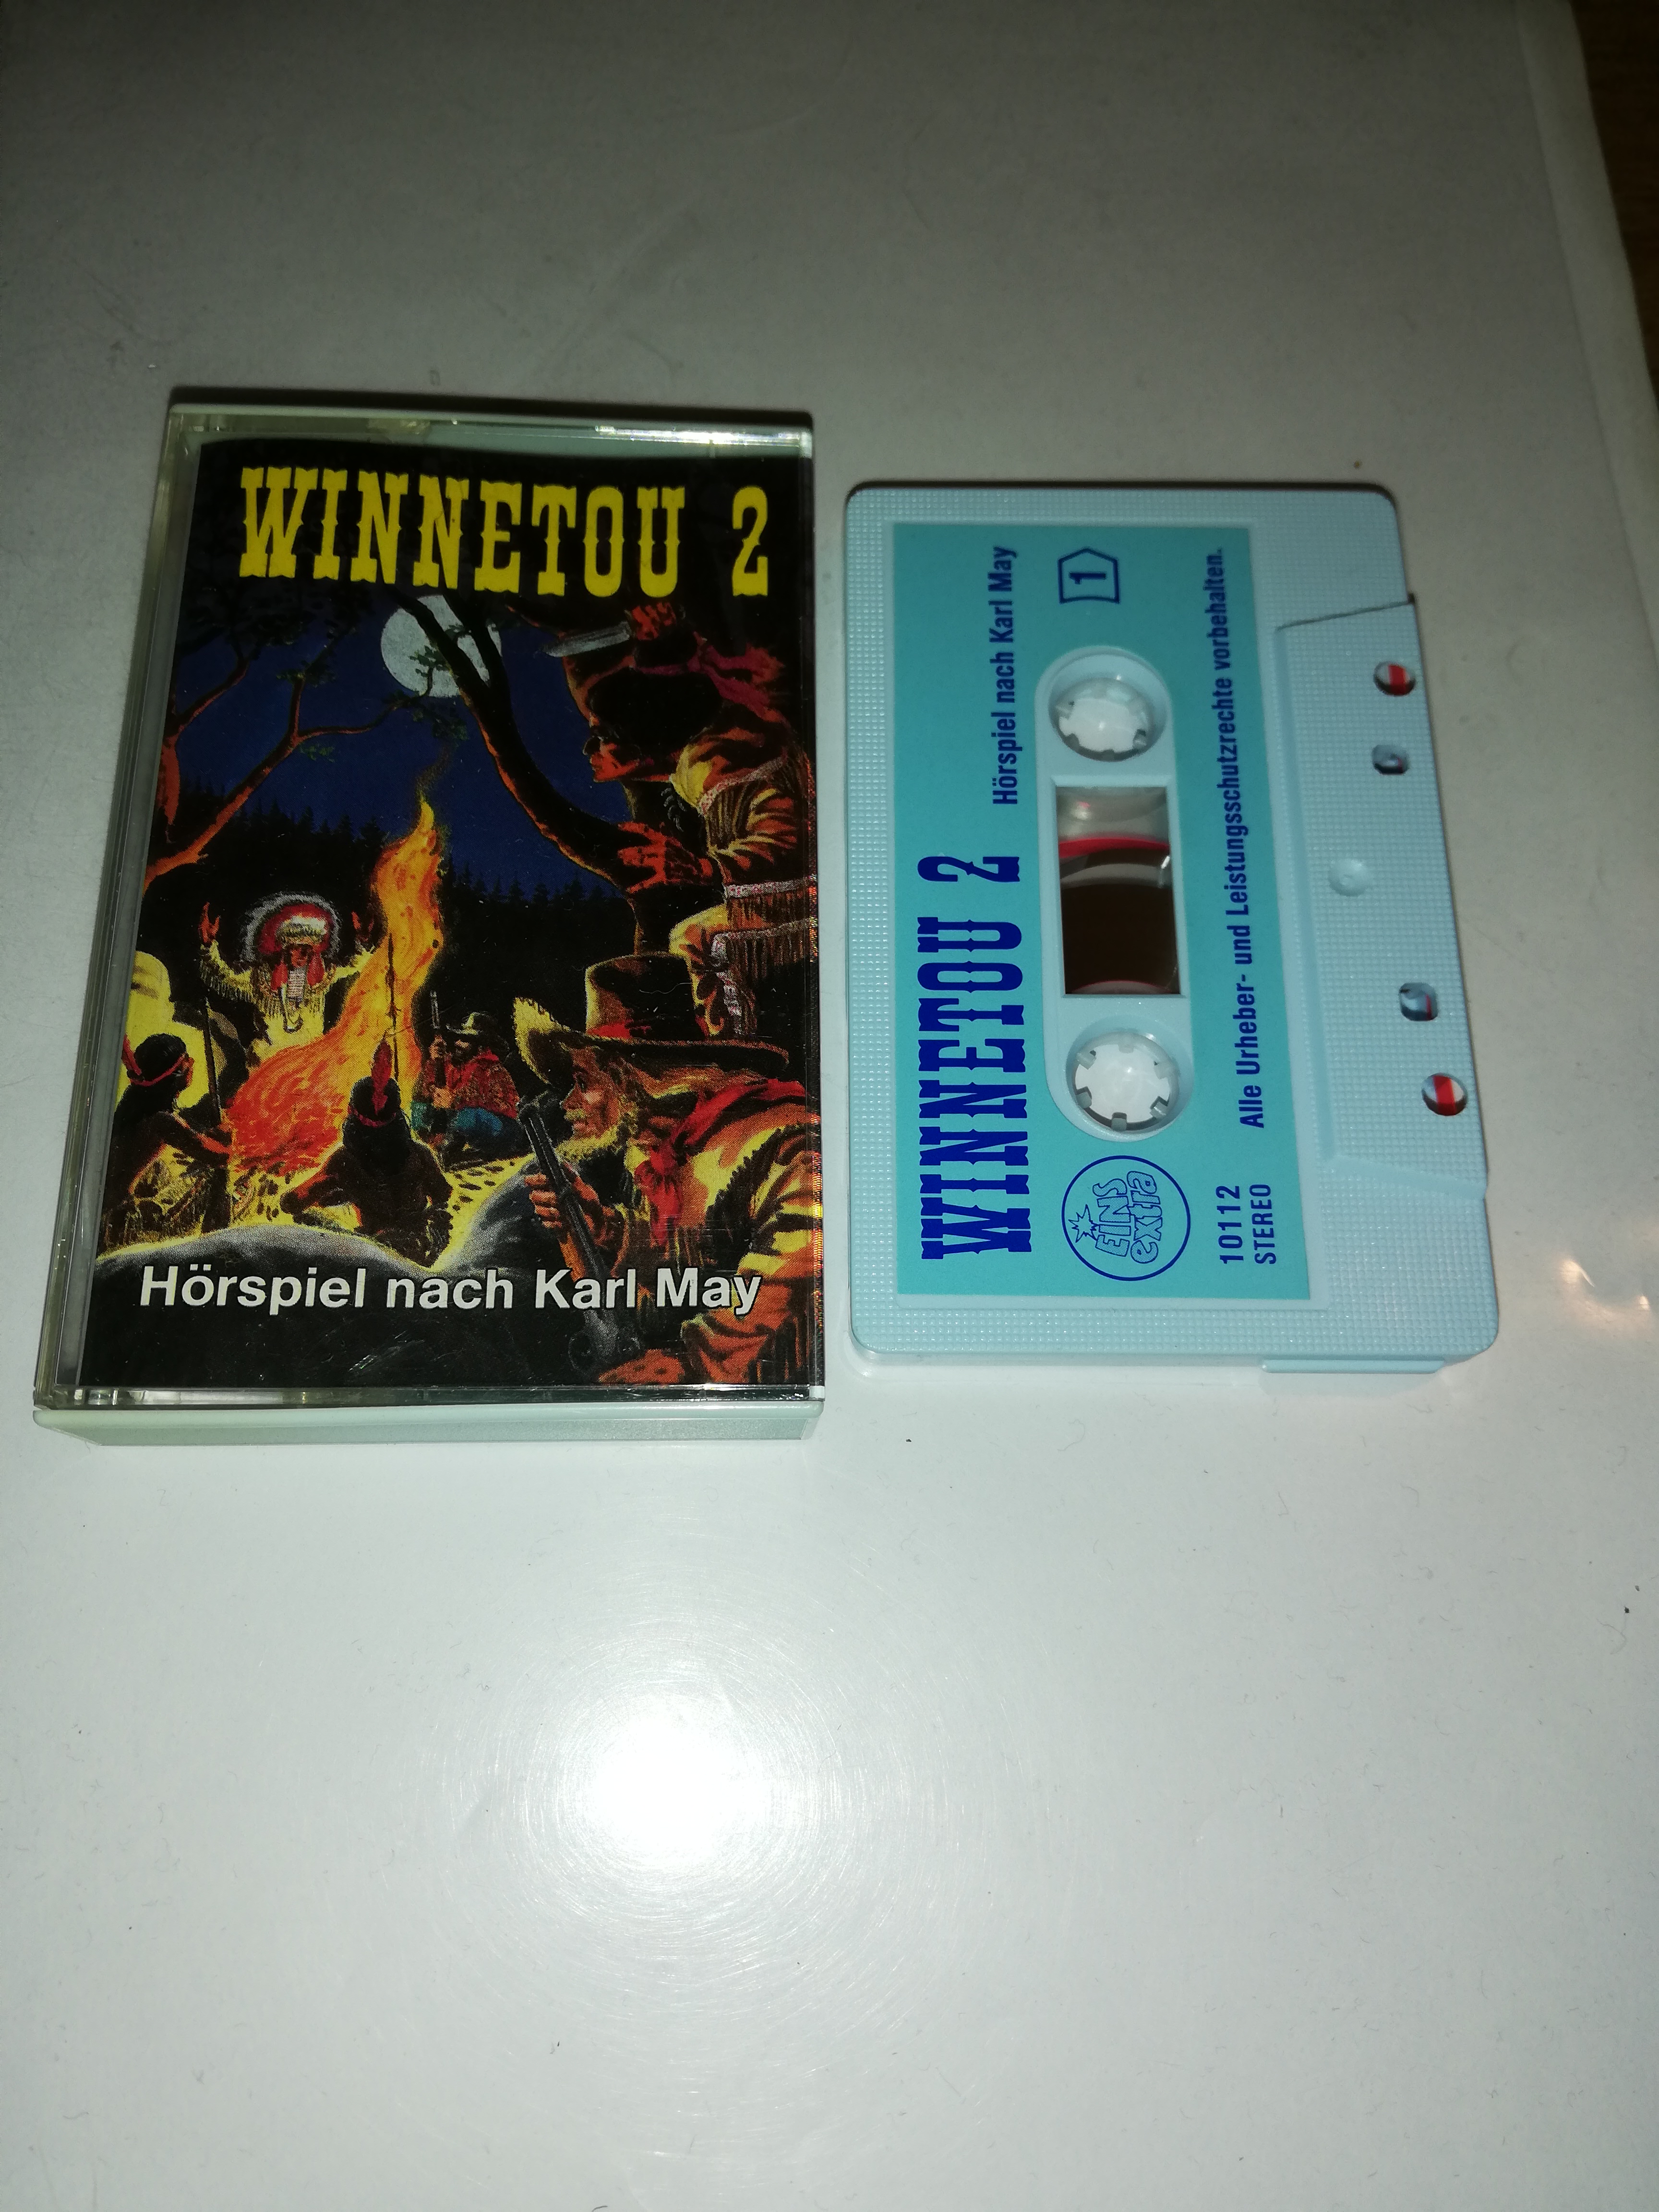 WINNETOU 2
Hörspiel nach Karl May
WINNETOU 2
Hörspiel nach Karl May
1
EINS
extra
10112
STEREO
Alle Urheber- und Leistungsschutzrechte vorbehalten.